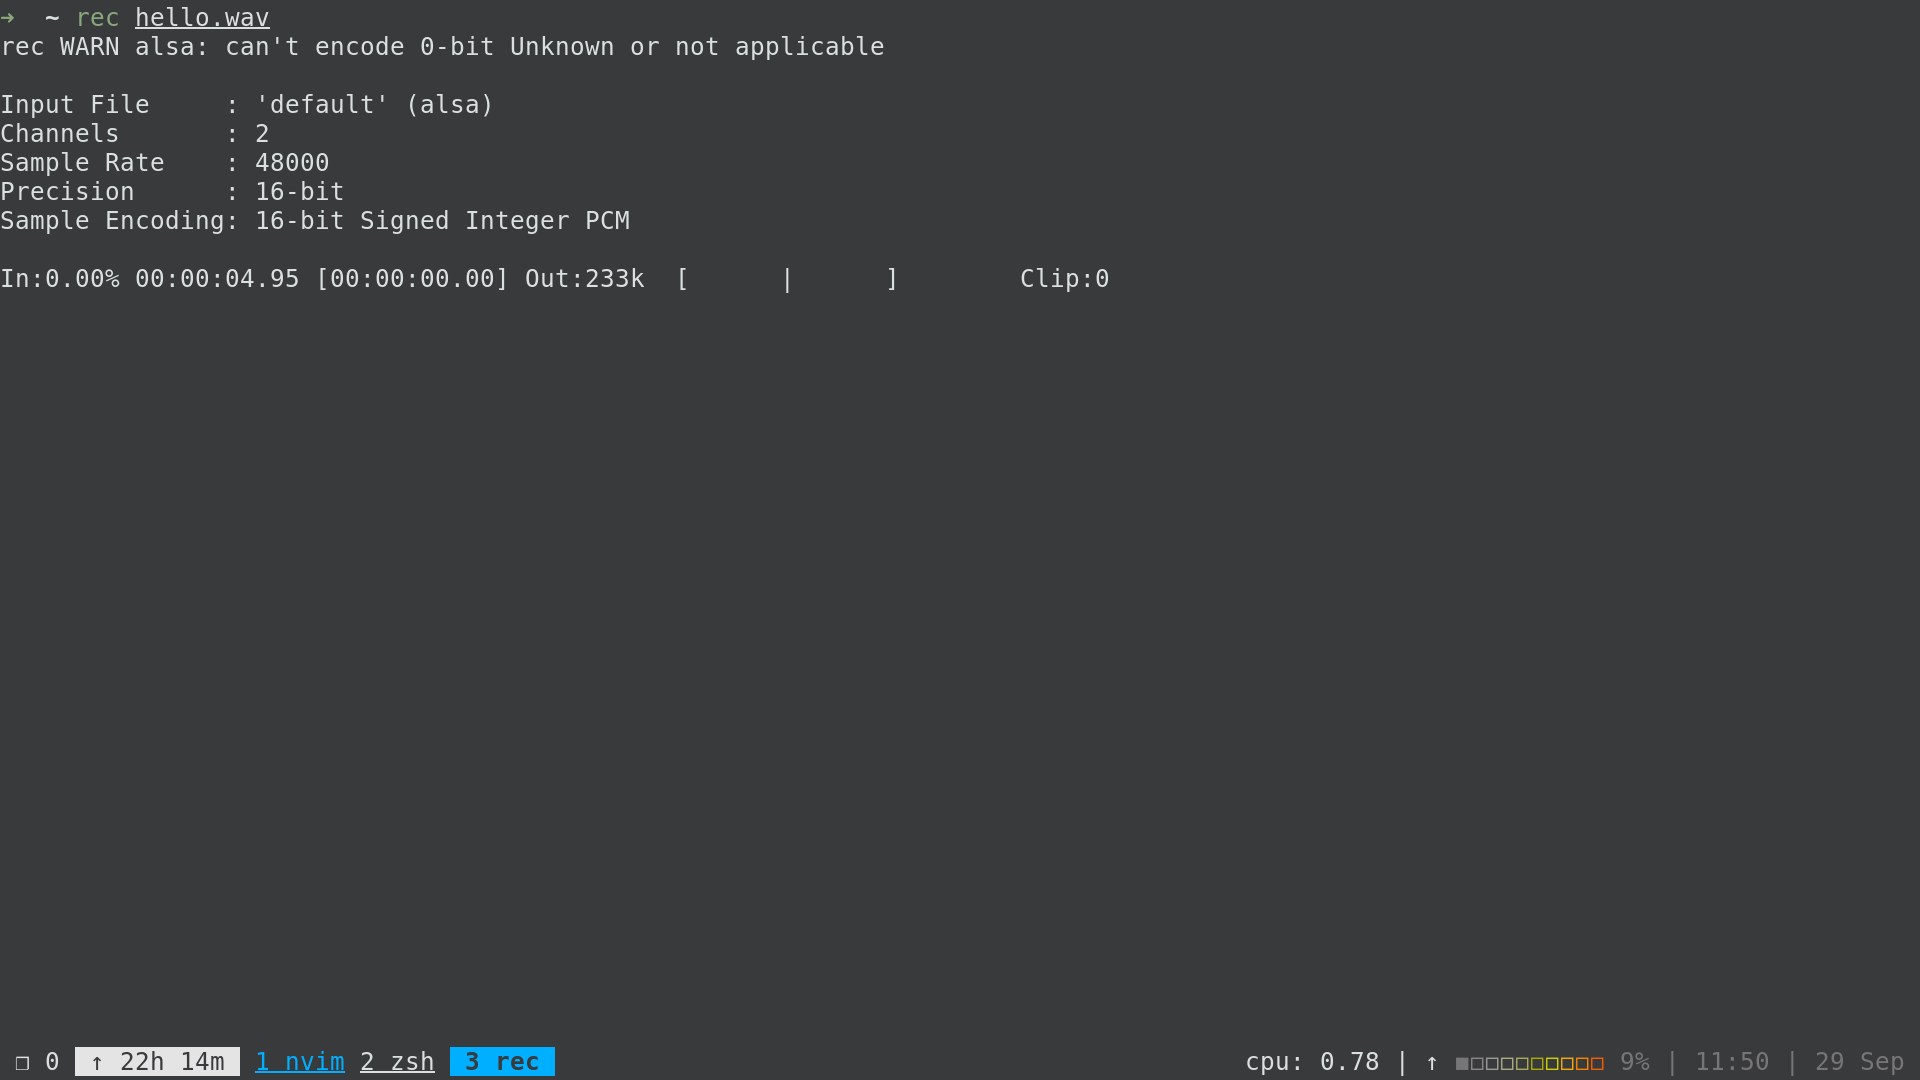 ➜  ~ rec hello.wav
rec WARN alsa: can't encode 0-bit Unknown or not applicable
Input File     : 'default' (alsa)
Channels       : 2
Sample Rate    : 48000
Precision      : 16-bit
Sample Encoding: 16-bit Signed Integer PCM
In:0.00% 00:00:04.95 [00:00:00.00] Out:233k  [      |      ]        Clip:0
❐ 0  ↑ 22h 14m  1 nvim 2 zsh  3 rec  cpu: 0.78 | ↑ ◼◻◻◻◻◻◻◻◻◻ 9% | 11:50 | 29 Sep